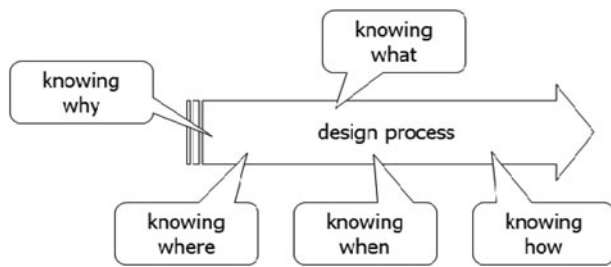 knowing
what
knowing
why
design process
knowing
where
knowing
when
knowing
how